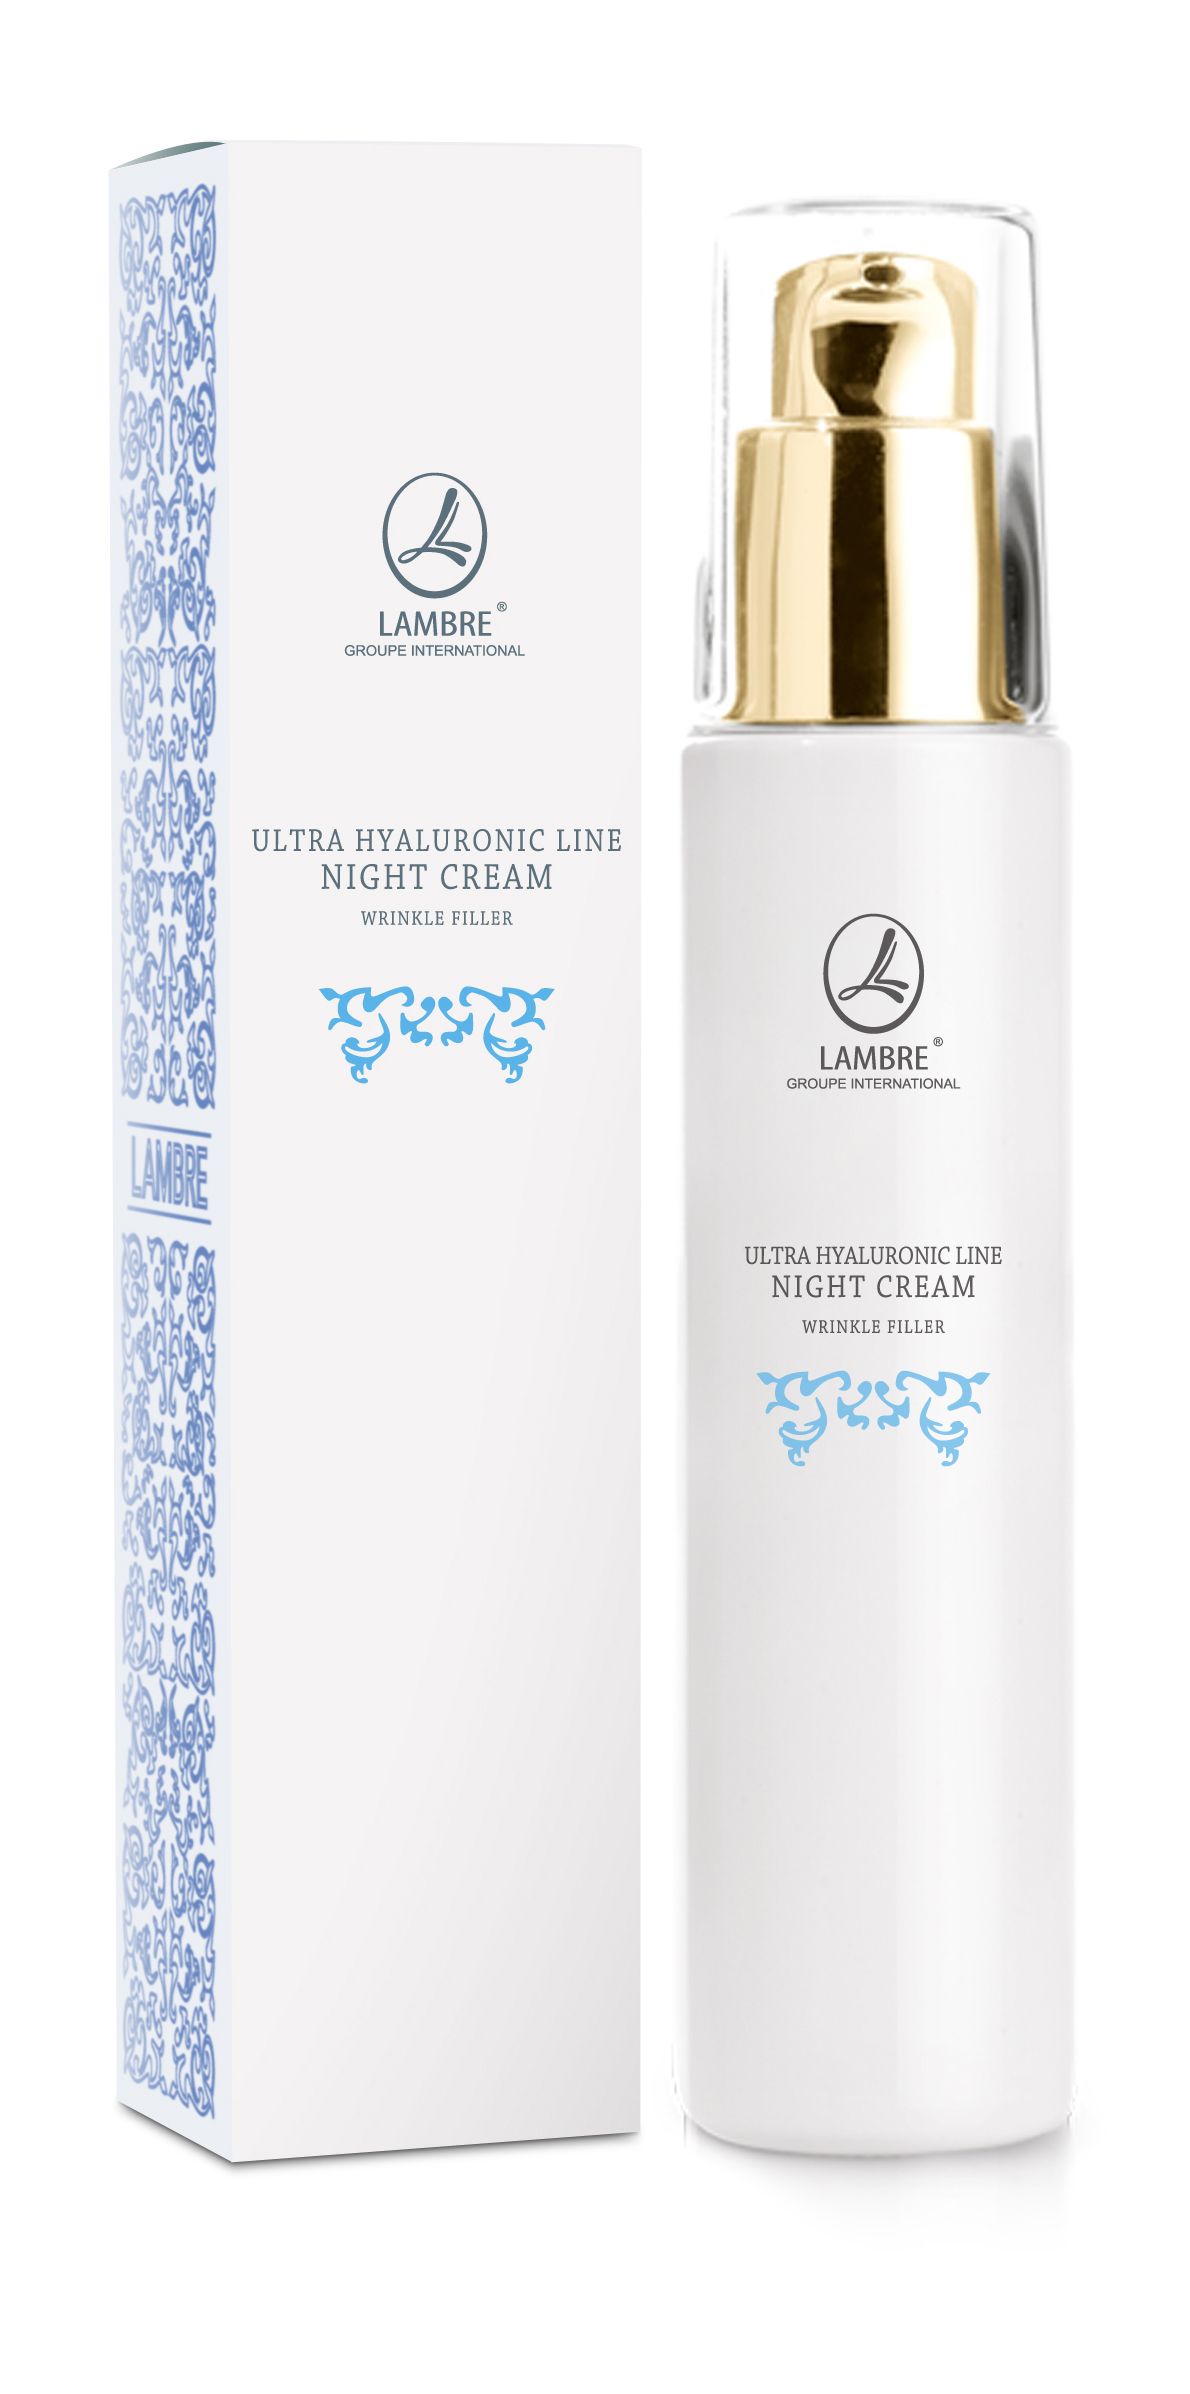 LAMBRE®
GROUPE INTERNATIONAL
ULTRA HYALURONIC LINE
NIGHT CREAM
WRINKLE FILLER
LAMBRE
LAMBRE®
GROUPE INTERNATIONAL
ULTRA HYALURONIC LINE
NIGHT CREAM
WRINKLE FILLER